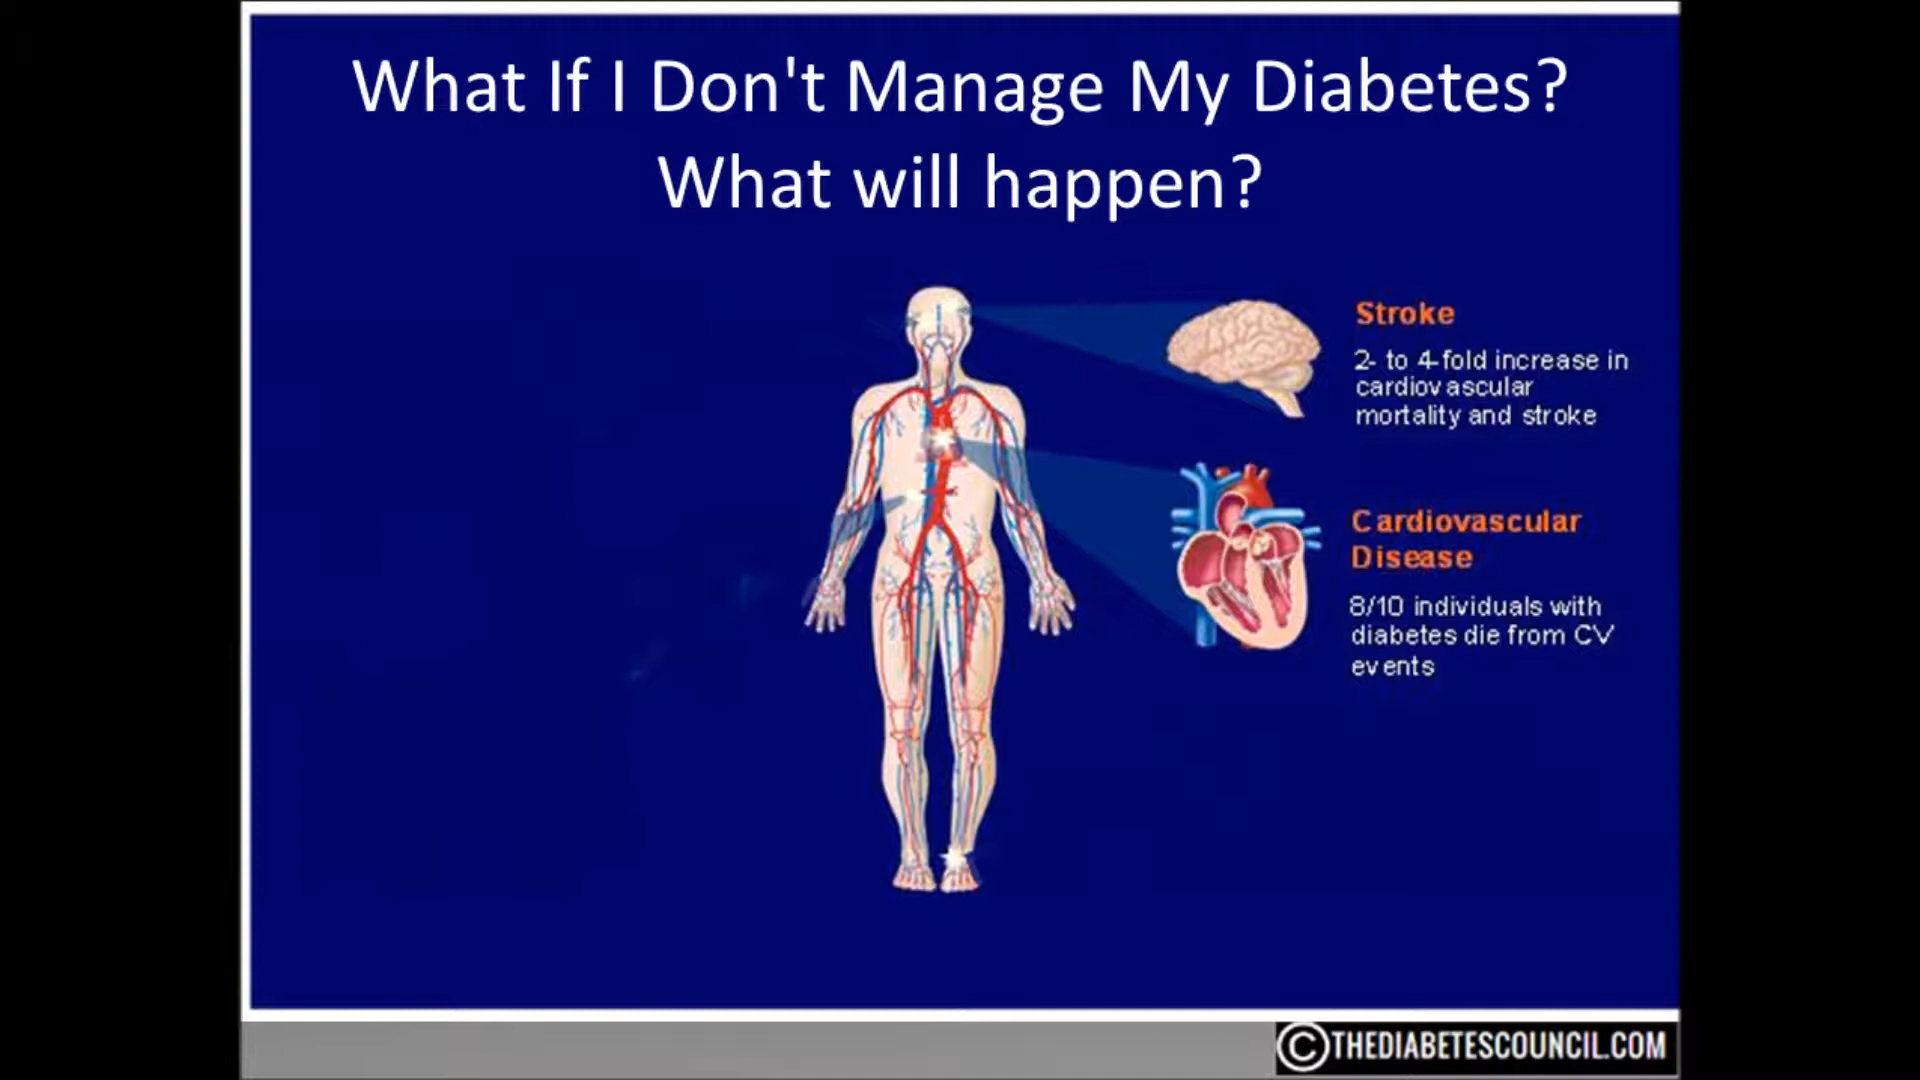 What If I Don't Manage My Diabetes?
What will happen?
Stroke
2- to 4-fold increase in
cardiovascular
mortality and stroke
Cardiovascular
Disease
8/10 individuals with
diabetes die from CV
events
©THEDIABETESCOUNCIL.COM